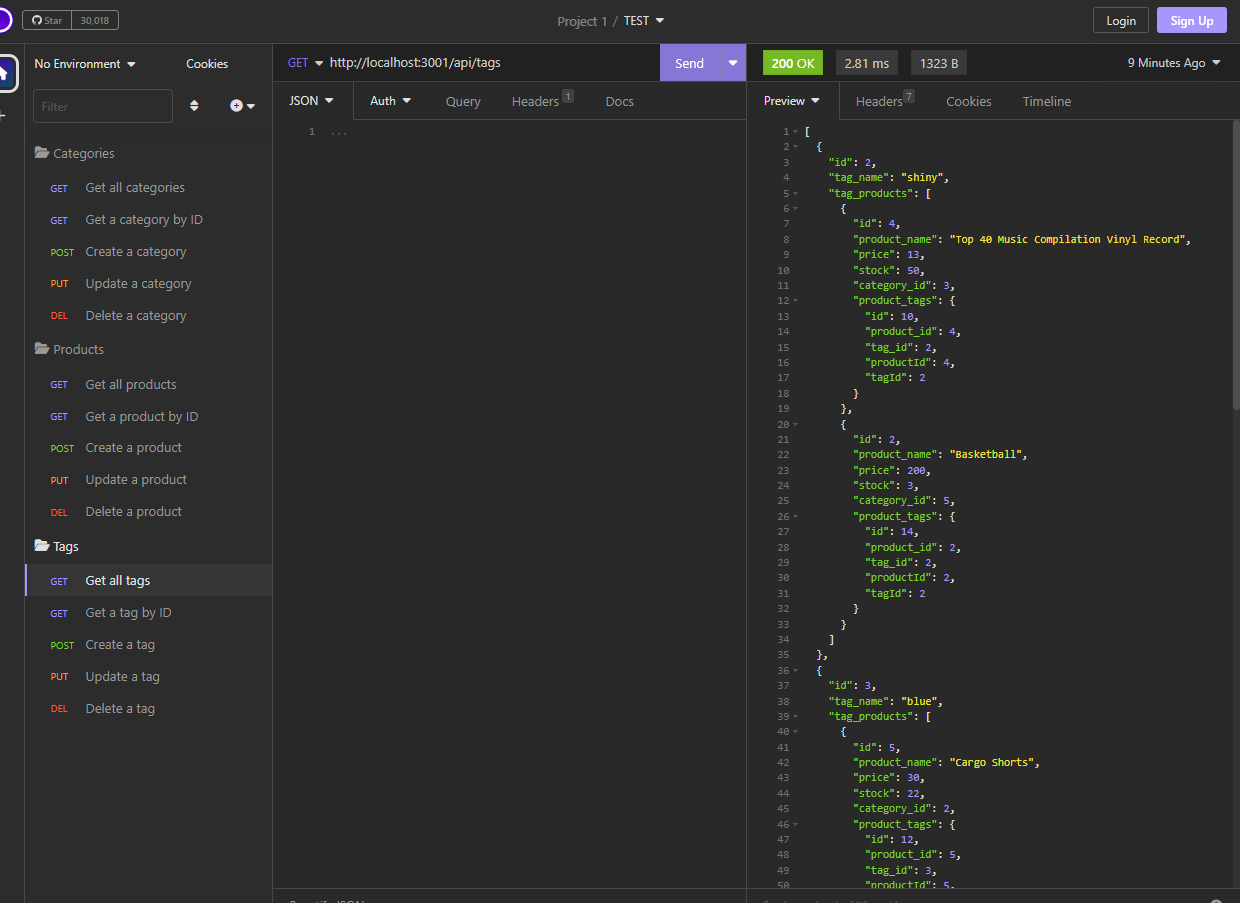 Star 30,018
Project 1 / TEST
Login Sign Up
No Environment Cookies
Filter
Categories
GET Get all categories
GET Get a category by ID
POST Create a category
PUT Update a category
DEL Delete a category
Products
GET Get all products
GET Get a product by ID
POST Create a product
PUT Update a product
DEL Delete a product
Tags
GET Get all tags
GET Get a tag by ID
POST Create a tag
PUT Update a tag
DEL Delete a tag
GET http://localhost:3001/api/tags Send
JSON Auth Query Headers 1 Docs
1 ...
200 OK 2.81 ms 1323 B 9 Minutes Ago
Preview Headers 7 Cookies Timeline
1 [
2 {
3 "id": 2,
4 "tag_name": "shiny",
5 "tag_products": [
6 {
7 "id": 4,
8 "product_name": "Top 40 Music Compilation Vinyl Record",
9 "price": 13,
10 "stock": 50,
11 "category_id": 3,
12 "product_tags": {
13 "id": 10,
14 "product_id": 4,
15 "tag_id": 2,
16 "productId": 4,
17 "tagId": 2
18 }
19 },
20 {
21 "id": 2,
22 "product_name": "Basketball",
23 "price": 200,
24 "stock": 3,
25 "category_id": 5,
26 "product_tags": {
27 "id": 14,
28 "product_id": 2,
29 "tag_id": 2,
30 "productId": 2,
31 "tagId": 2
32 }
33 }
34 ]
35 },
36 {
37 "id": 3,
38 "tag_name": "blue",
39 "tag_products": [
40 {
41 "id": 5,
42 "product_name": "Cargo Shorts",
43 "price": 30,
44 "stock": 22,
45 "category_id": 2,
46 "product_tags": {
47 "id": 12,
48 "product_id": 5,
49 "tag_id": 3,
50 "productId": 5,